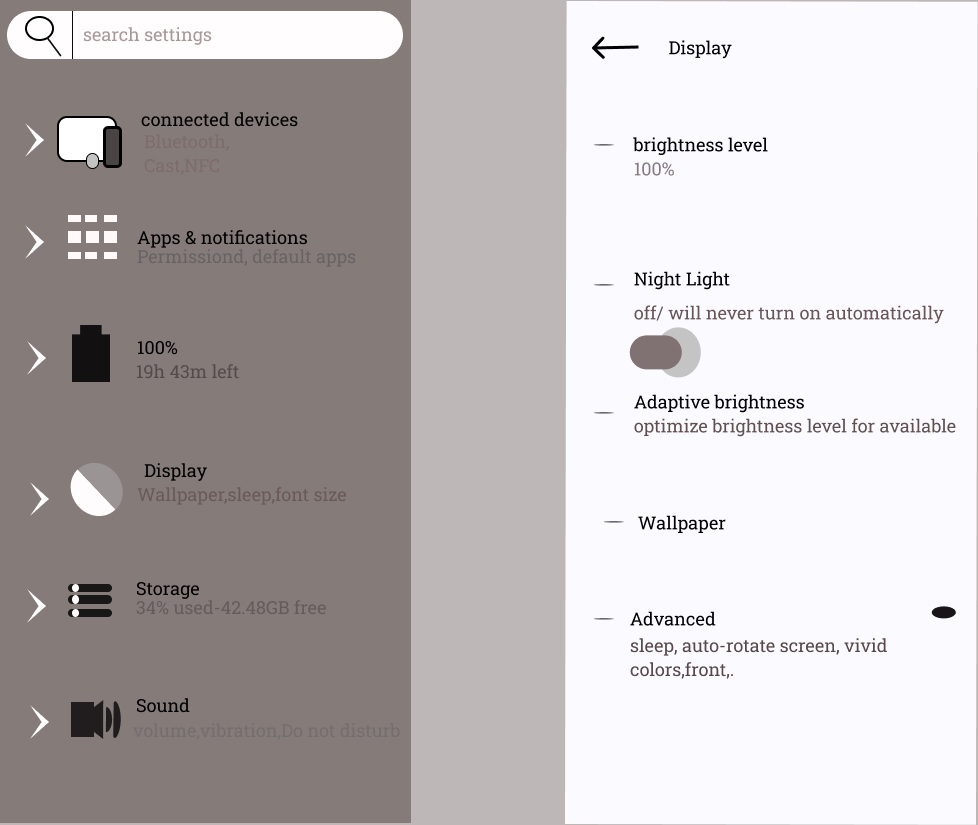 search settings
connected devices
Bluetooth,
Cast,NFC
Apps & notifications
Permissiond, default apps
100%
19h 43m left
Display
Wallpaper,sleep,font size
Storage
34% used-42.48GB free
Sound
volume,vibration,Do not disturb
Display
brightness level
100%
Night Light
off/ will never turn on automatically
Adaptive brightness
optimize brightness level for available
Wallpaper
Advanced
sleep, auto-rotate screen, vivid
colors,front,.